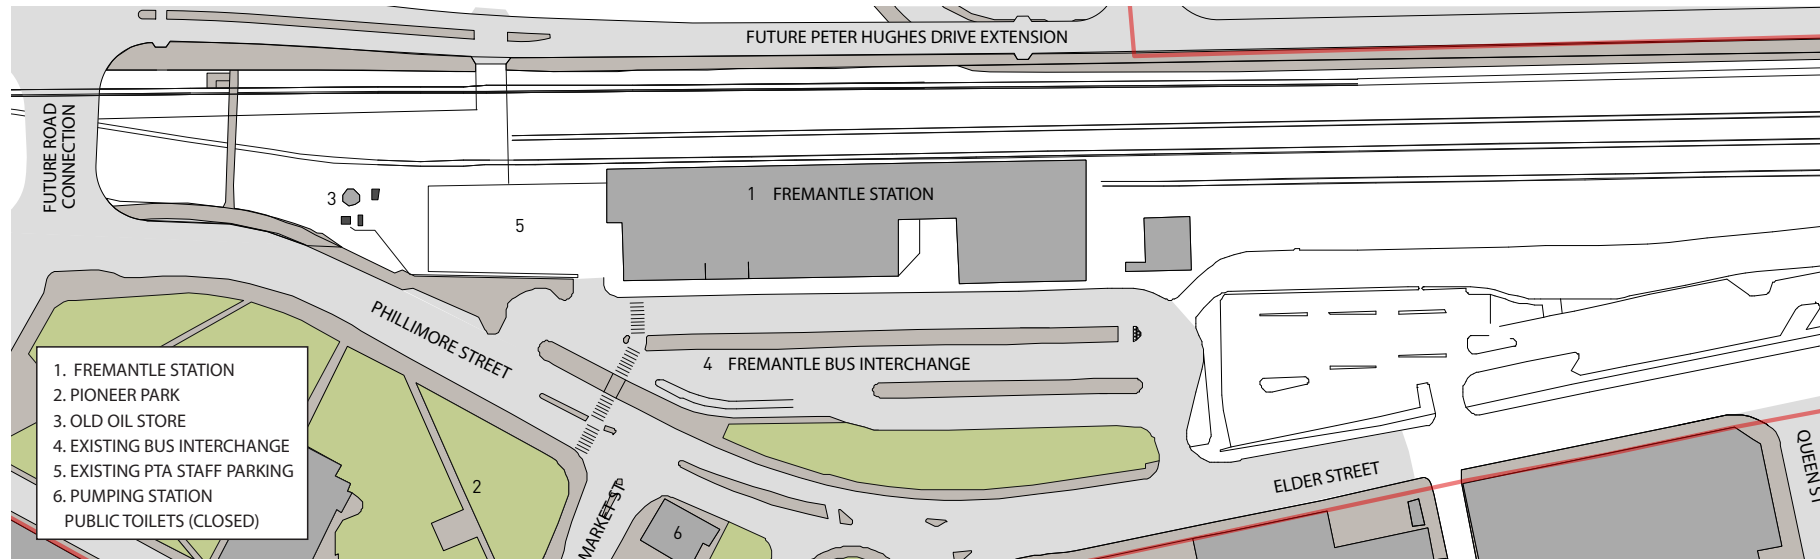 FUTURE PETER HUGHES DRIVE EXTENSION
FUTURE ROAD
CONNECTION
3
5
1 FREMANTLE STATION
PHILLIMORE STREET
4 FREMANTLE BUS INTERCHANGE
1. FREMANTLE STATION
2. PIONEER PARK
3. OLD OIL STORE
4. EXISTING BUS INTERCHANGE
5. EXISTING PTA STAFF PARKING
6. PUMPING STATION
PUBLIC TOILETS (CLOSED)
2
MARKET ST
6
ELDER STREET
QUEEN ST